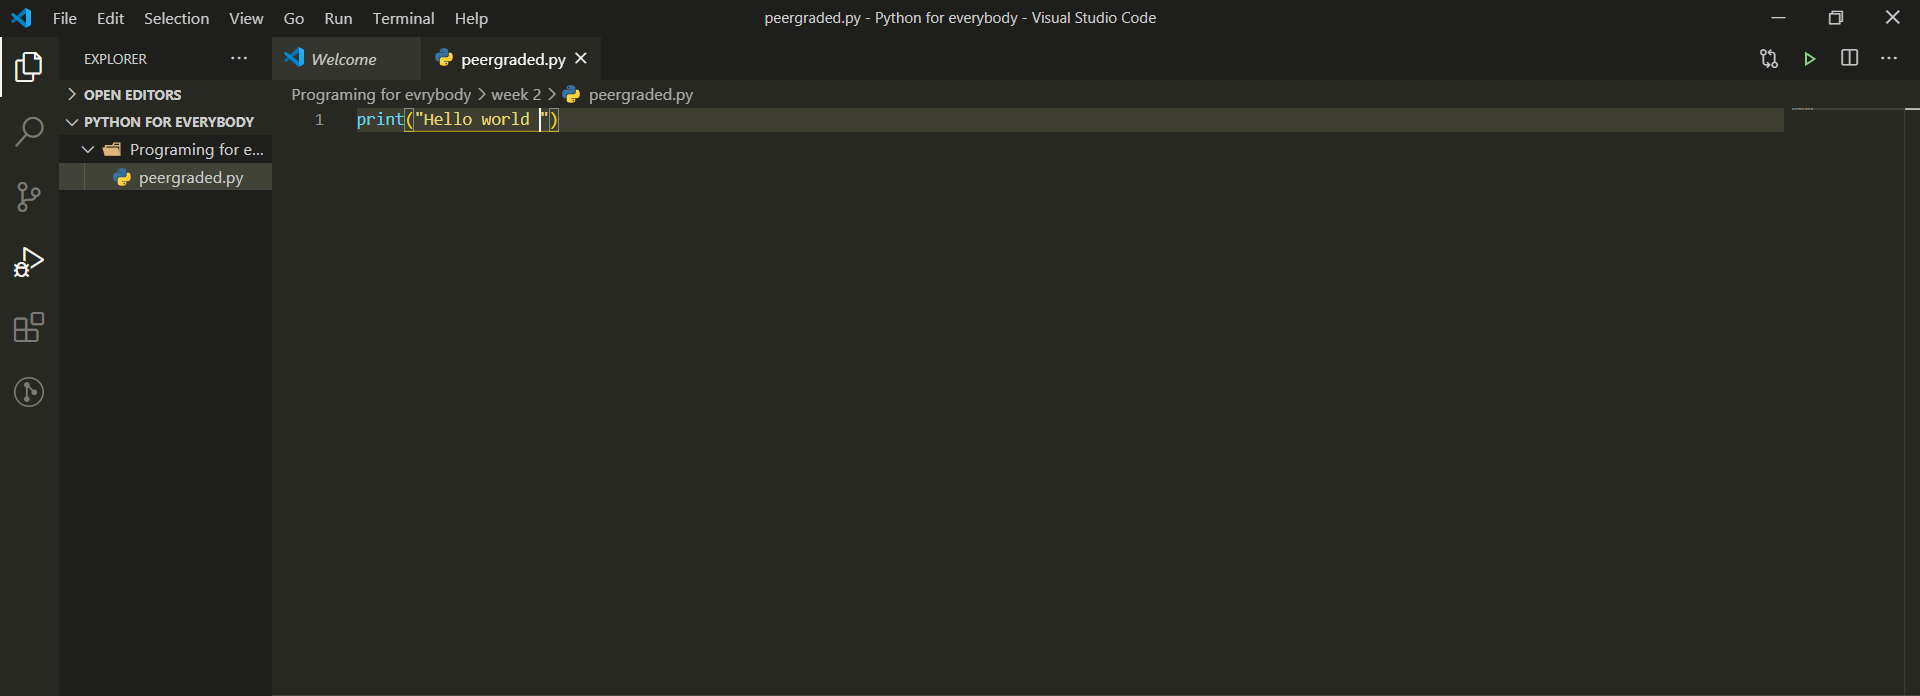 File Edit Selection View Go Run Terminal Help
peergraded.py - Python for everybody - Visual Studio Code
EXPLORER
Welcome
peergraded.py
OPEN EDITORS
Programing for evrybody > week 2 > peergraded.py
PYTHON FOR EVERYBODY
1 print("Hello world ")
Programing for e...
peergraded.py